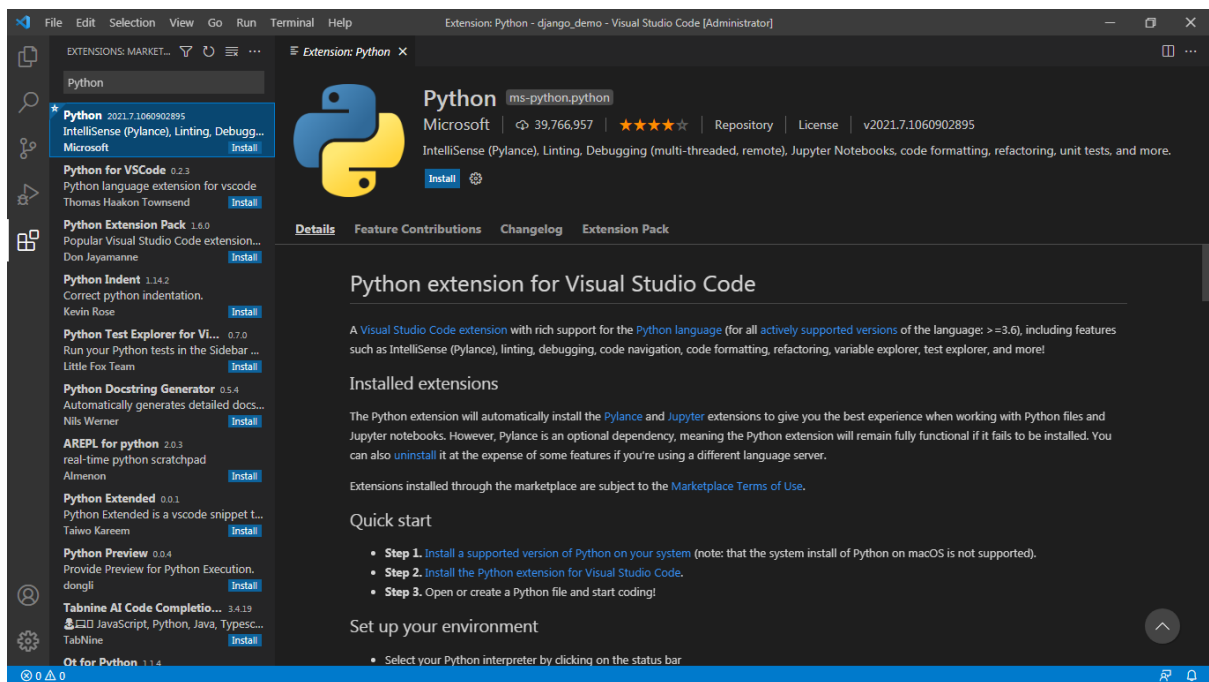 File Edit Selection View Go Run Terminal Help
Extension: Python - django_demo - Visual Studio Code [Administrator]
EXTENSIONS: MARKET...
Python
Python 2021.7.1060902895
IntelliSense (Pylance), Linting, Debugg...
Microsoft Install
Python for VSCode 0.2.3
Python language extension for vscode
Thomas Haakon Townsend Install
Python Extension Pack 1.6.0
Popular Visual Studio Code extension...
Don Jayamanne Install
Python Indent 1.14.2
Correct python indentation.
Kevin Rose Install
Python Test Explorer for Vi... 0.7.0
Run your Python tests in the Sidebar ...
Little Fox Team Install
Python Docstring Generator 0.5.4
Automatically generates detailed docs...
Nils Werner Install
AREPL for python 2.0.3
real-time python scratchpad
Almenon Install
Python Extended 0.0.1
Python Extended is a vscode snippet t...
Taiwo Kareem Install
Python Preview 0.0.4
Provide Preview for Python Execution.
dongli Install
Tabnine AI Code Completio... 3.4.19
JavaScript, Python, Java, Typesc...
TabNine Install
Qt for Python 1.1.4
Extension: Python
Python ms-python.python
Microsoft 39,766,957 Repository License v2021.7.1060902895
IntelliSense (Pylance), Linting, Debugging (multi-threaded, remote), Jupyter Notebooks, code formatting, refactoring, unit tests, and more.
Install
Details Feature Contributions Changelog Extension Pack
Python extension for Visual Studio Code
A Visual Studio Code extension with rich support for the Python language (for all actively supported versions of the language: >=3.6), including features
such as IntelliSense (Pylance), linting, debugging, code navigation, code formatting, refactoring, variable explorer, test explorer, and more!
Installed extensions
The Python extension will automatically install the Pylance and Jupyter extensions to give you the best experience when working with Python files and
Jupyter notebooks. However, Pylance is an optional dependency, meaning the Python extension will remain fully functional if it fails to be installed. You
can also uninstall it at the expense of some features if you're using a different language server.
Extensions installed through the marketplace are subject to the Marketplace Terms of Use.
Quick start
• Step 1. Install a supported version of Python on your system (note: that the system install of Python on macOS is not supported).
• Step 2. Install the Python extension for Visual Studio Code.
• Step 3. Open or create a Python file and start coding!
Set up your environment
• Select your Python interpreter by clicking on the status bar
0 0